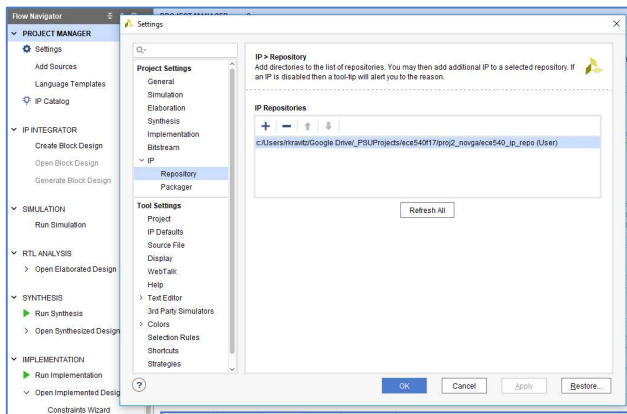 Flow Navigator
PROJECT MANAGER
Settings
Add Sources
Language Templates
IP Catalog
IP INTEGRATOR
Create Block Design
Open Block Design
Generate Block Design
SIMULATION
Run Simulation
RTL ANALYSIS
Open Elaborated Design
SYNTHESIS
Run Synthesis
Open Synthesized Design
IMPLEMENTATION
Run Implementation
Open Implemented Desig
Constraints Wizard
Settings
Project Settings
General
Simulation
Elaboration
Synthesis
Implementation
Bitstream
IP
Repository
Packager
Tool Settings
Project
IP Defaults
Source File
Display
WebTalk
Help
Text Editor
3rd Party Simulators
Colors
Selection Rules
Shortcuts
Strategies
IP > Repository
Add directories to the list of repositories. You may then add additional IP to a selected repository. If
an IP is disabled then a tool-tip will alert you to the reason.
IP Repositories
c:/Users/rkravitz/Google Drive/_PSUProjects/ece540f17/proj2_novga/ece540_ip_repo (User)
Refresh All
?
OK
Cancel
Apply
Restore...